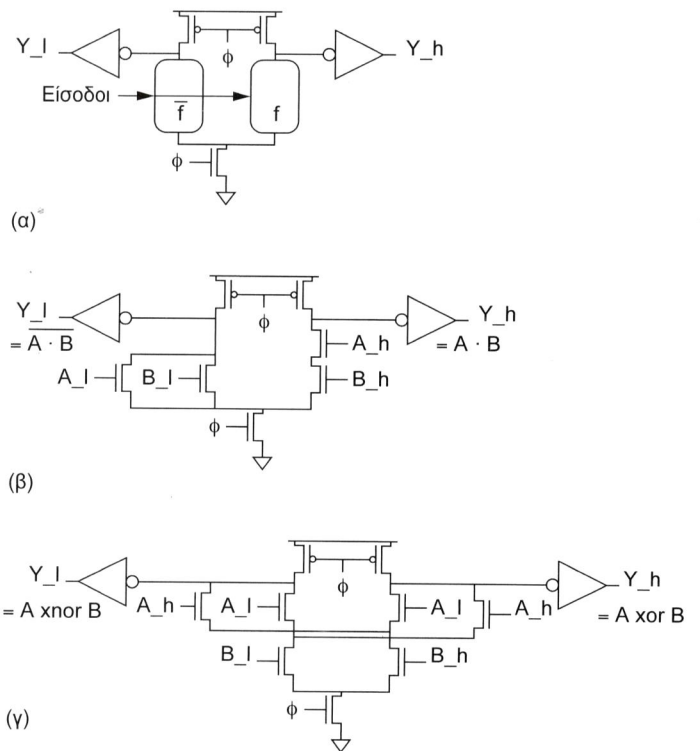 Y_l
ϕ
Y_h
Είσοδοι
f̅
f
ϕ
(α)
Y_l
= \overline{A · B}
ϕ
Y_h
= A · B
A_h
A_l
B_l
B_h
ϕ
(β)
Y_l
= A xnor B
ϕ
Y_h
= A xor B
A_h
A_l
A_l
A_h
B_l
B_h
ϕ
(γ)